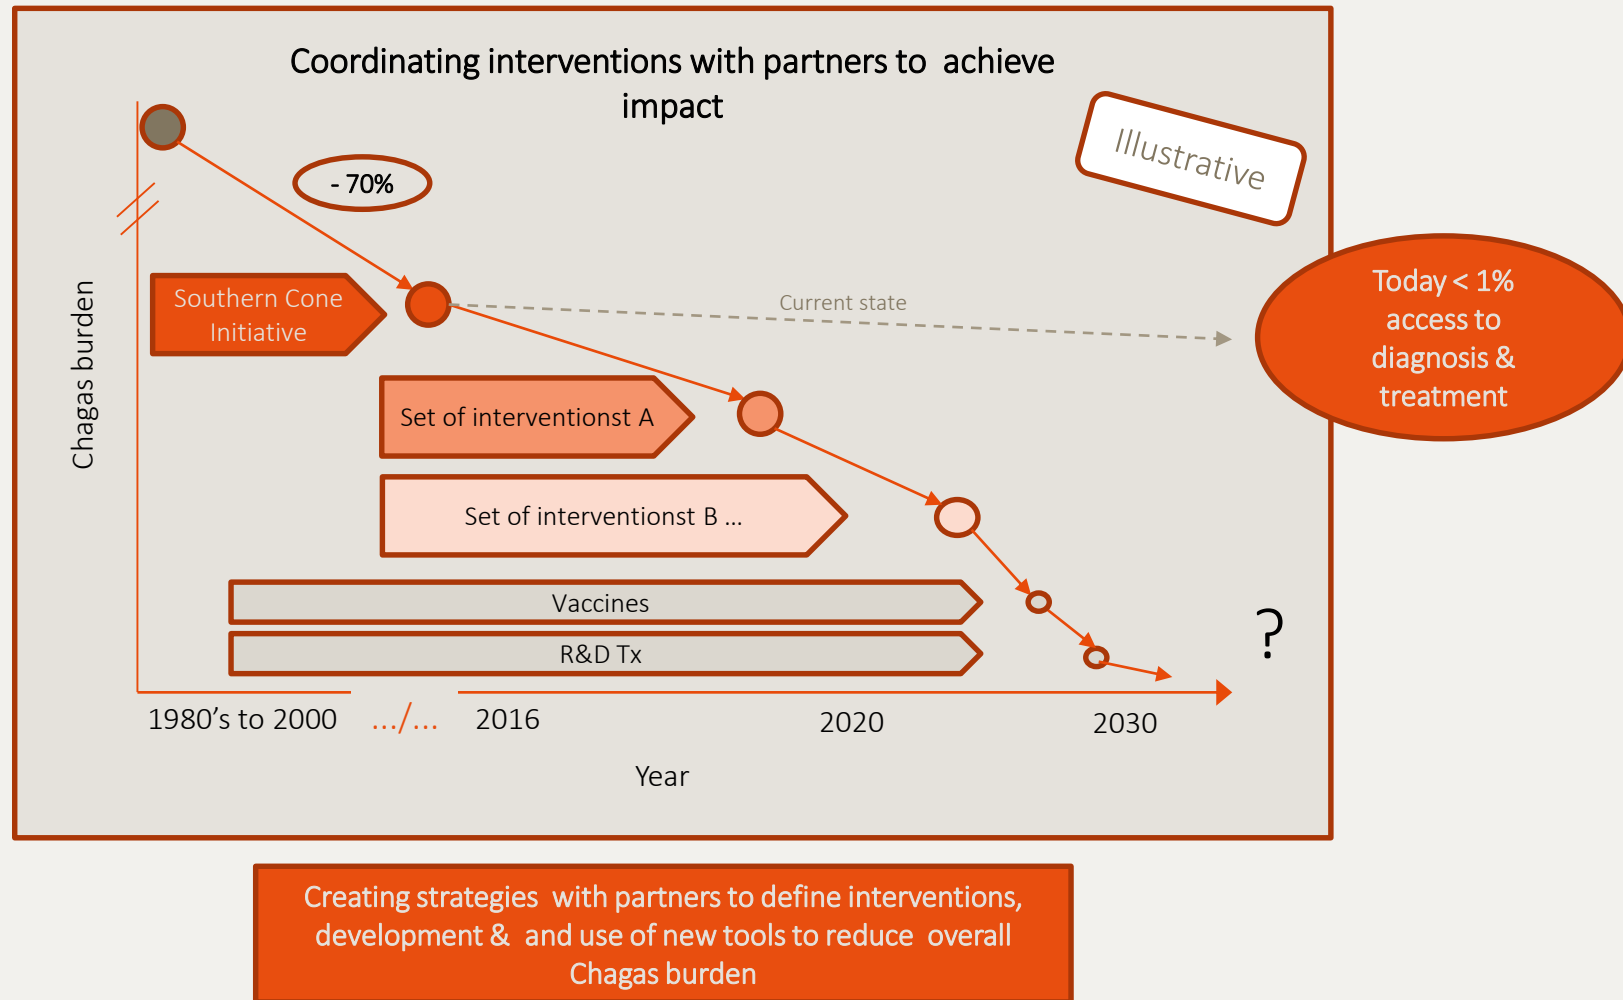 Coordinating interventions with partners to achieve
impact
Illustrative
- 70%
Today < 1%
access to
diagnosis &
treatment
Southern Cone
Initiative
Current state
Chagas burden
Set of interventionst A
Set of interventionst B ...
Vaccines
R&D Tx
?
1980’s to 2000 .../... 2016 2020 2030
Year
Creating strategies with partners to define interventions,
development & and use of new tools to reduce overall
Chagas burden